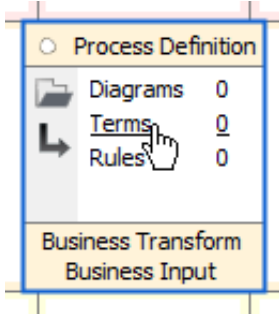 Process Definition
Diagrams 0
Terms 0
Rules 0
Business Transform
Business Input